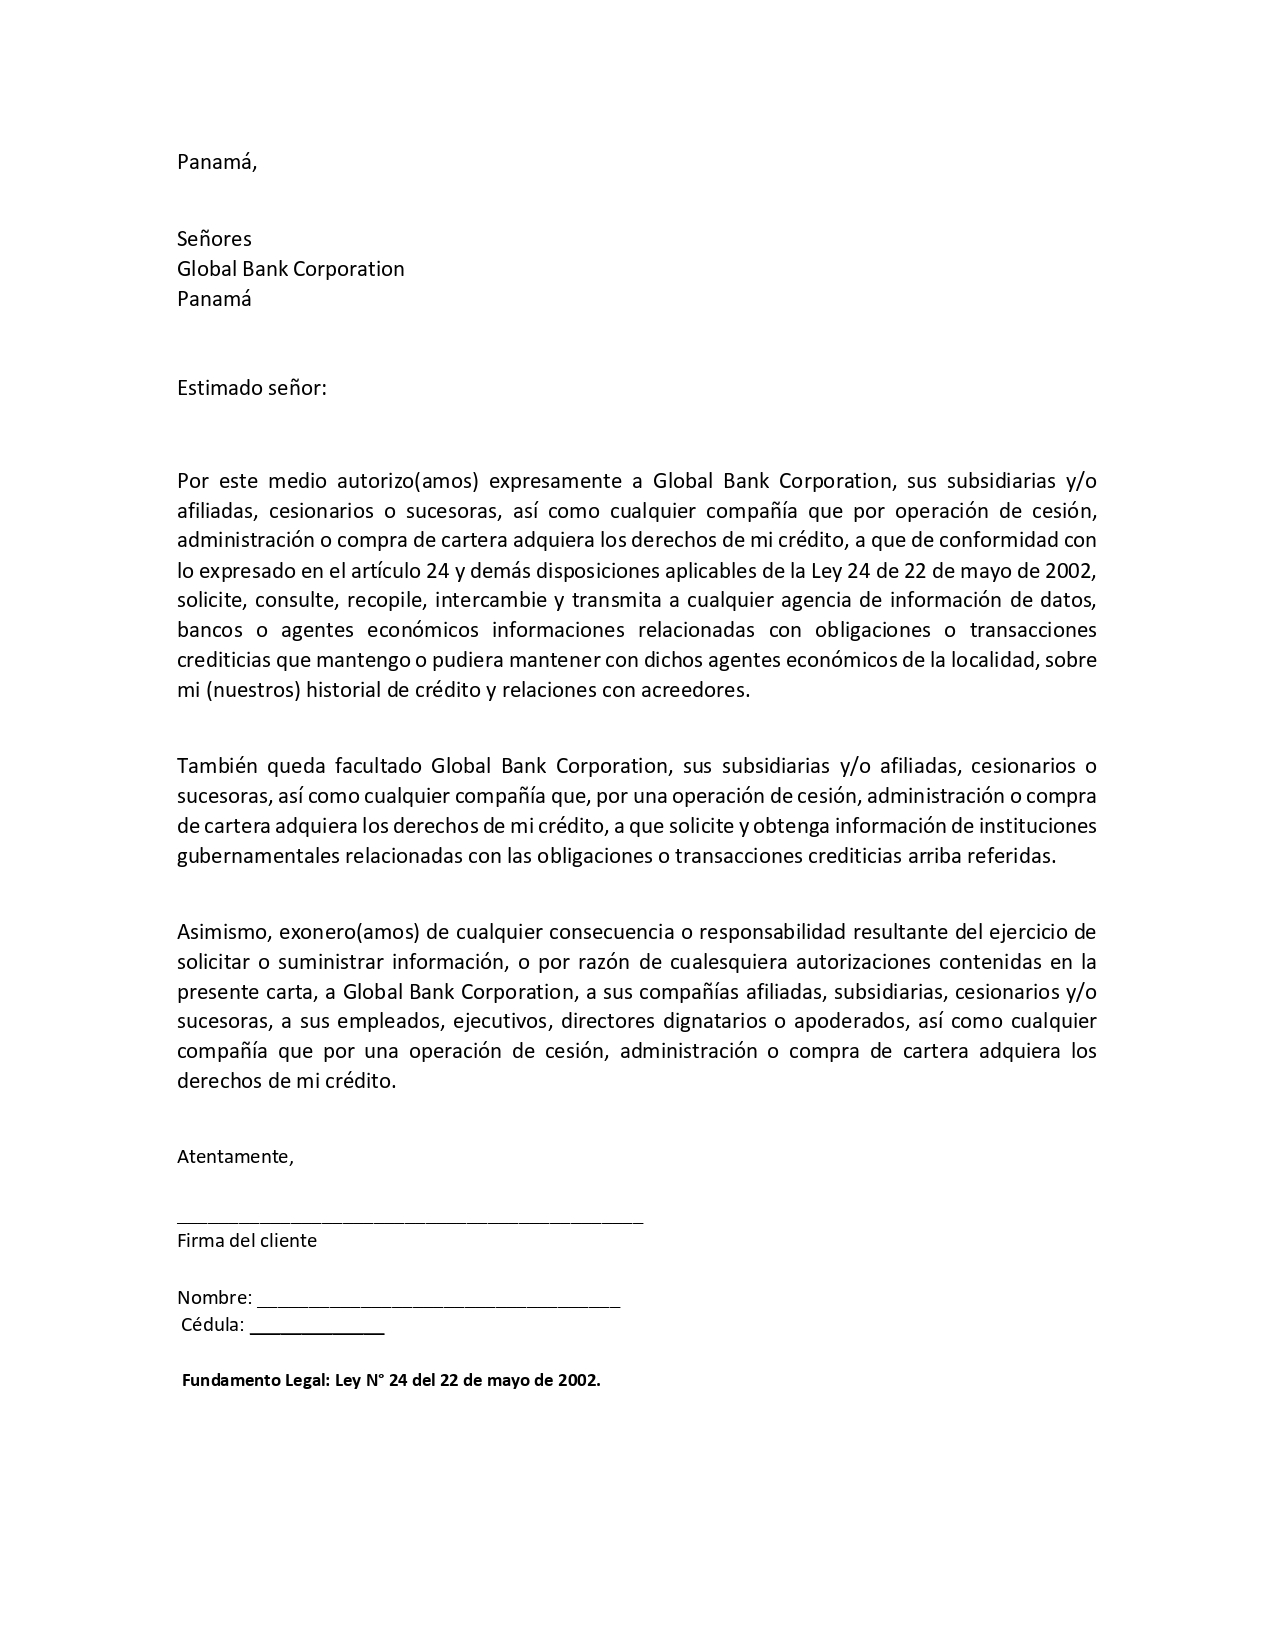 Panamá,
Señores
Global Bank Corporation
Panamá
Estimado señor:
Por este medio autorizo(amos) expresamente a Global Bank Corporation, sus subsidiarias y/o
afiliadas, cesionarios o sucesoras, así como cualquier compañía que por operación de cesión,
administración o compra de cartera adquiera los derechos de mi crédito, a que de conformidad con
lo expresado en el artículo 24 y demás disposiciones aplicables de la Ley 24 de 22 de mayo de 2002,
solicite, consulte, recopile, intercambie y transmita a cualquier agencia de información de datos,
bancos o agentes económicos informaciones relacionadas con obligaciones o transacciones
crediticias que mantengo o pudiera mantener con dichos agentes económicos de la localidad, sobre
mi (nuestros) historial de crédito y relaciones con acreedores.
También queda facultado Global Bank Corporation, sus subsidiarias y/o afiliadas, cesionarios o
sucesoras, así como cualquier compañía que, por una operación de cesión, administración o compra
de cartera adquiera los derechos de mi crédito, a que solicite y obtenga información de instituciones
gubernamentales relacionadas con las obligaciones o transacciones crediticias arriba referidas.
Asimismo, exonero(amos) de cualquier consecuencia o responsabilidad resultante del ejercicio de
solicitar o suministrar información, o por razón de cualesquiera autorizaciones contenidas en la
presente carta, a Global Bank Corporation, a sus compañías afiliadas, subsidiarias, cesionarios y/o
sucesoras, a sus empleados, ejecutivos, directores dignatarios o apoderados, así como cualquier
compañía que por una operación de cesión, administración o compra de cartera adquiera los
derechos de mi crédito.
Atentamente,
_____________________________________________
Firma del cliente
Nombre: ___________________________________
Cédula: _____________
Fundamento Legal: Ley N° 24 del 22 de mayo de 2002.